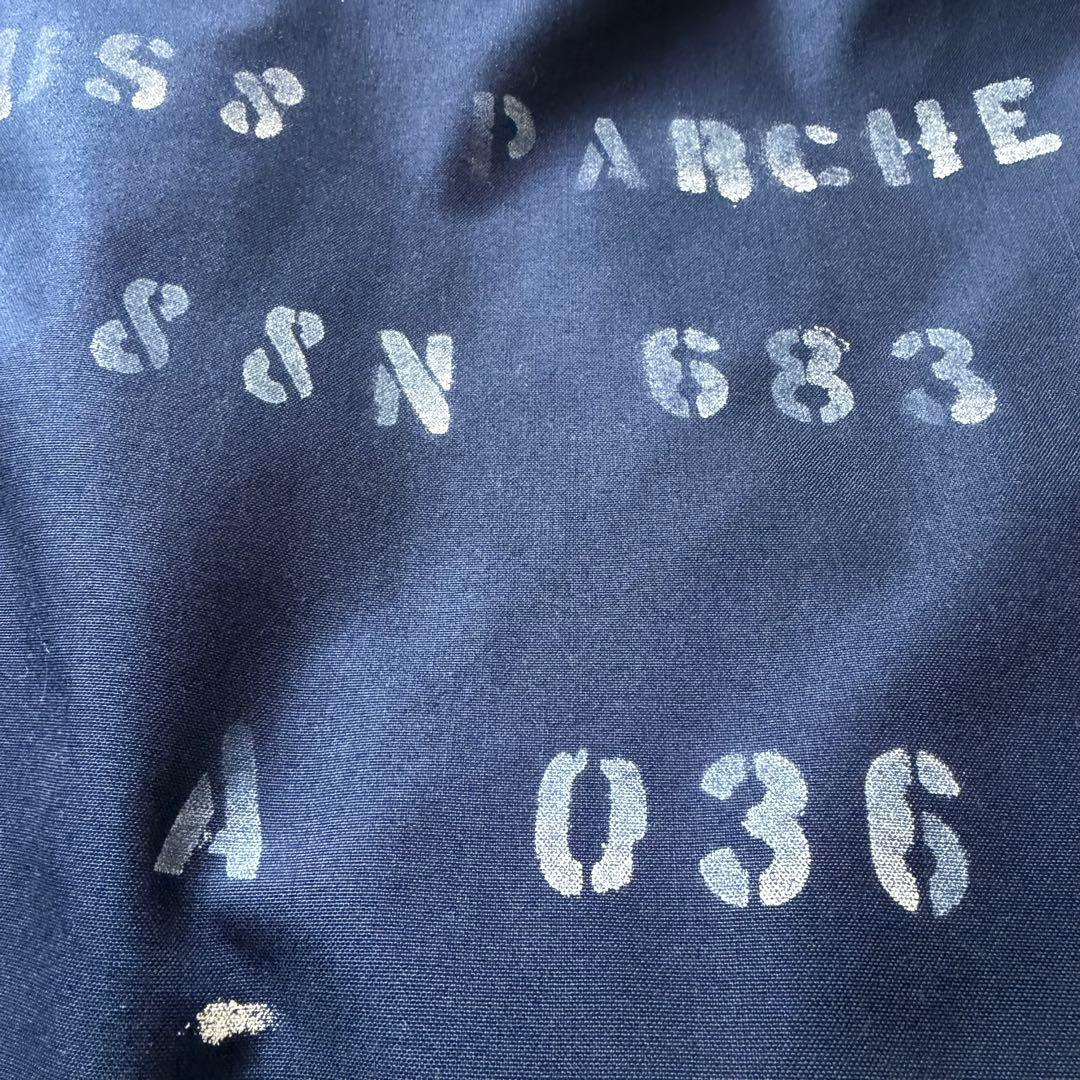 USS PARCHE
SSN 683
A 036